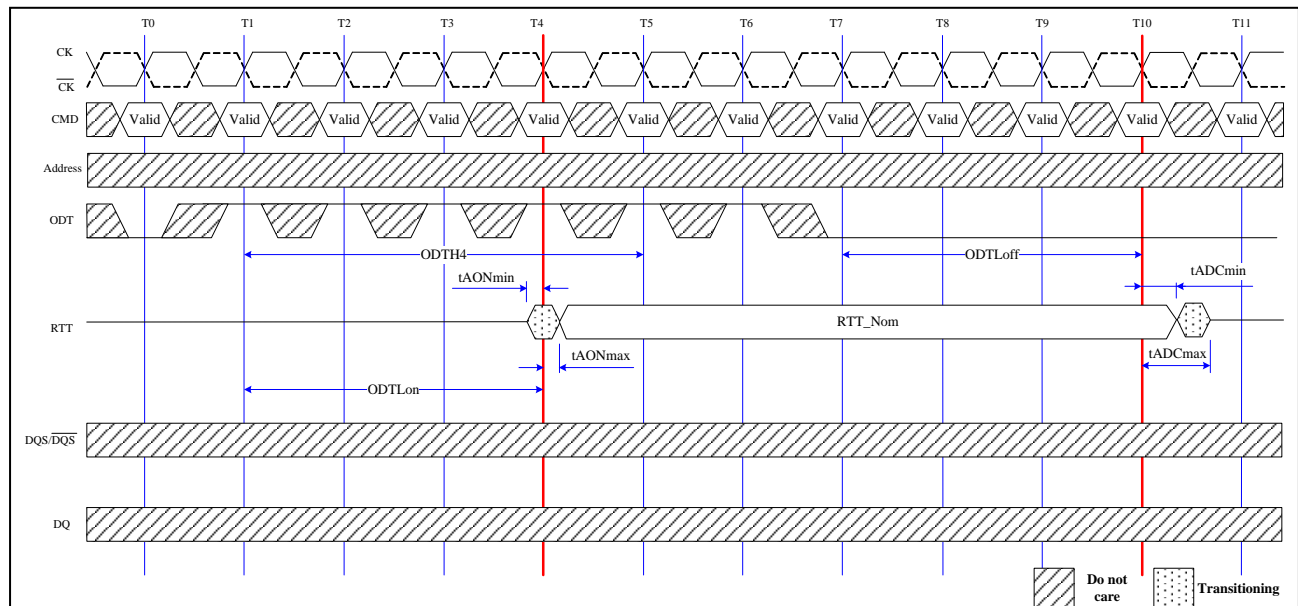 T0 T1 T2 T3 T4 T5 T6 T7 T8 T9 T10 T11
CK
CK
CMD Valid Valid Valid Valid Valid Valid Valid Valid Valid Valid Valid Valid
Address
ODT
ODTH4 ODTLoff
tAONmin tADCmin
RTT RTT_Nom
tAONmax tADCmax
ODTLon
DQS/DQS
DQ
Do not Transitioning
care